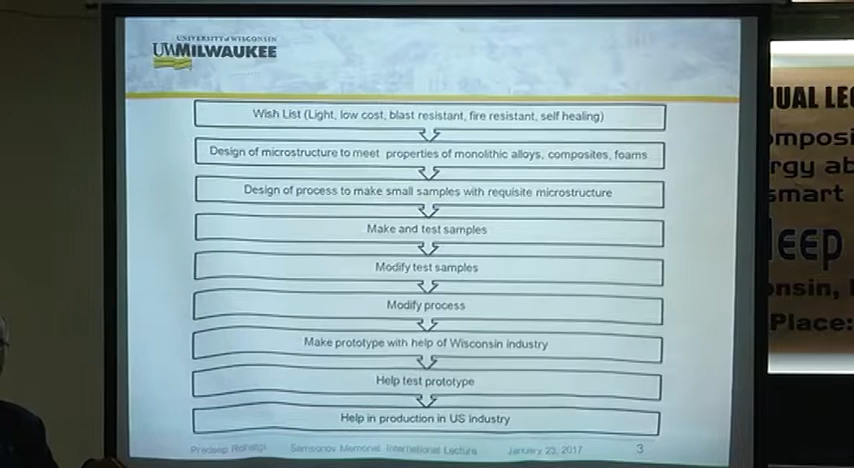 UNIVERSITY of WISCONSIN
UWMILWAUKEE
Wish List (Light, low cost, blast resistant, fire resistant, self healing)
Design of microstructure to meet properties of monolithic alloys, composites, foams
Design of process to make small samples with requisite microstructure
Make and test samples
Modify test samples
Modify process
Make prototype with help of Wisconsin industry
Help test prototype
Help in production in US industry
Pradeep Rohatgi Samsonov Memorial International Lecture January 23, 2017 3
UAL LE
mposi
rgy ab
smart
deep
onsin,
Place: